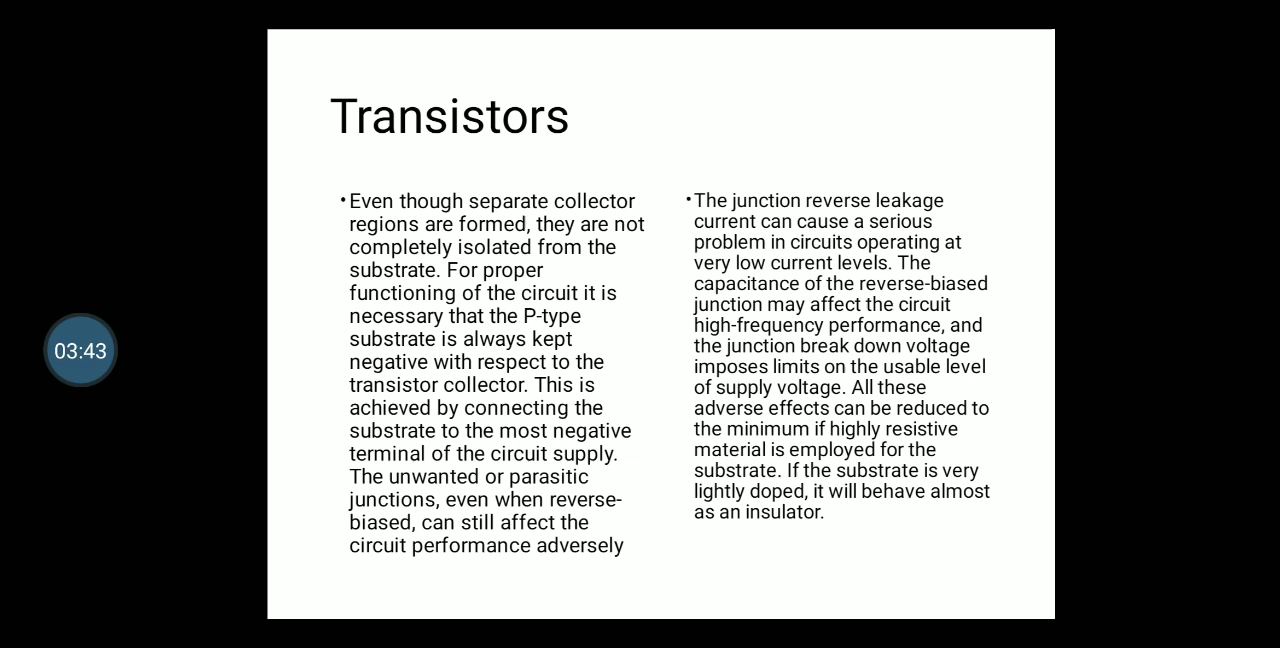 Transistors
•Even though separate collector
regions are formed, they are not
completely isolated from the
substrate. For proper
functioning of the circuit it is
necessary that the P-type
substrate is always kept
negative with respect to the
transistor collector. This is
achieved by connecting the
substrate to the most negative
terminal of the circuit supply.
The unwanted or parasitic
junctions, even when reverse-
biased, can still affect the
circuit performance adversely
•The junction reverse leakage
current can cause a serious
problem in circuits operating at
very low current levels. The
capacitance of the reverse-biased
junction may affect the circuit
high-frequency performance, and
the junction break down voltage
imposes limits on the usable level
of supply voltage. All these
adverse effects can be reduced to
the minimum if highly resistive
material is employed for the
substrate. If the substrate is very
lightly doped, it will behave almost
as an insulator.
03:43